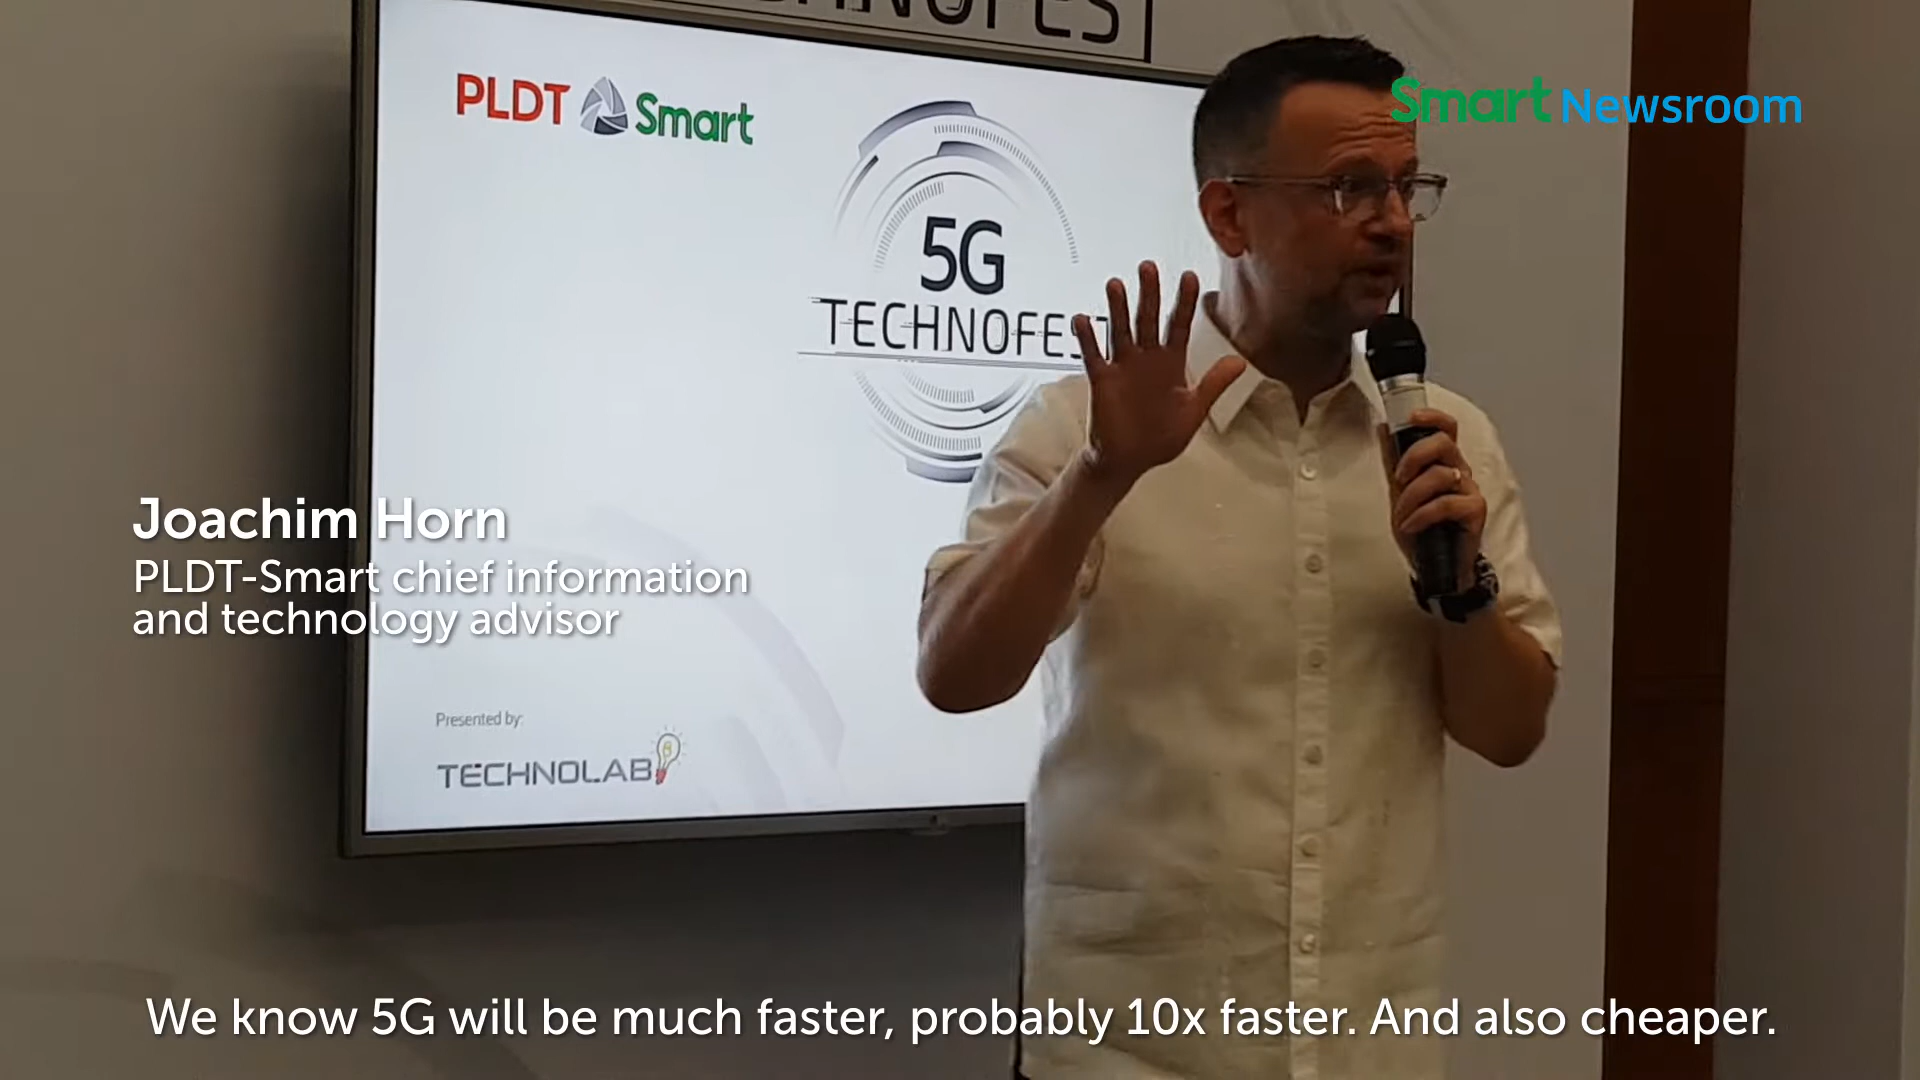 PLDT Smart
Smart Newsroom
5G
TECHNOFEST
Joachim Horn
PLDT-Smart chief information
and technology advisor
Presented by:
TECHNOLAB
We know 5G will be much faster, probably 10x faster. And also cheaper.